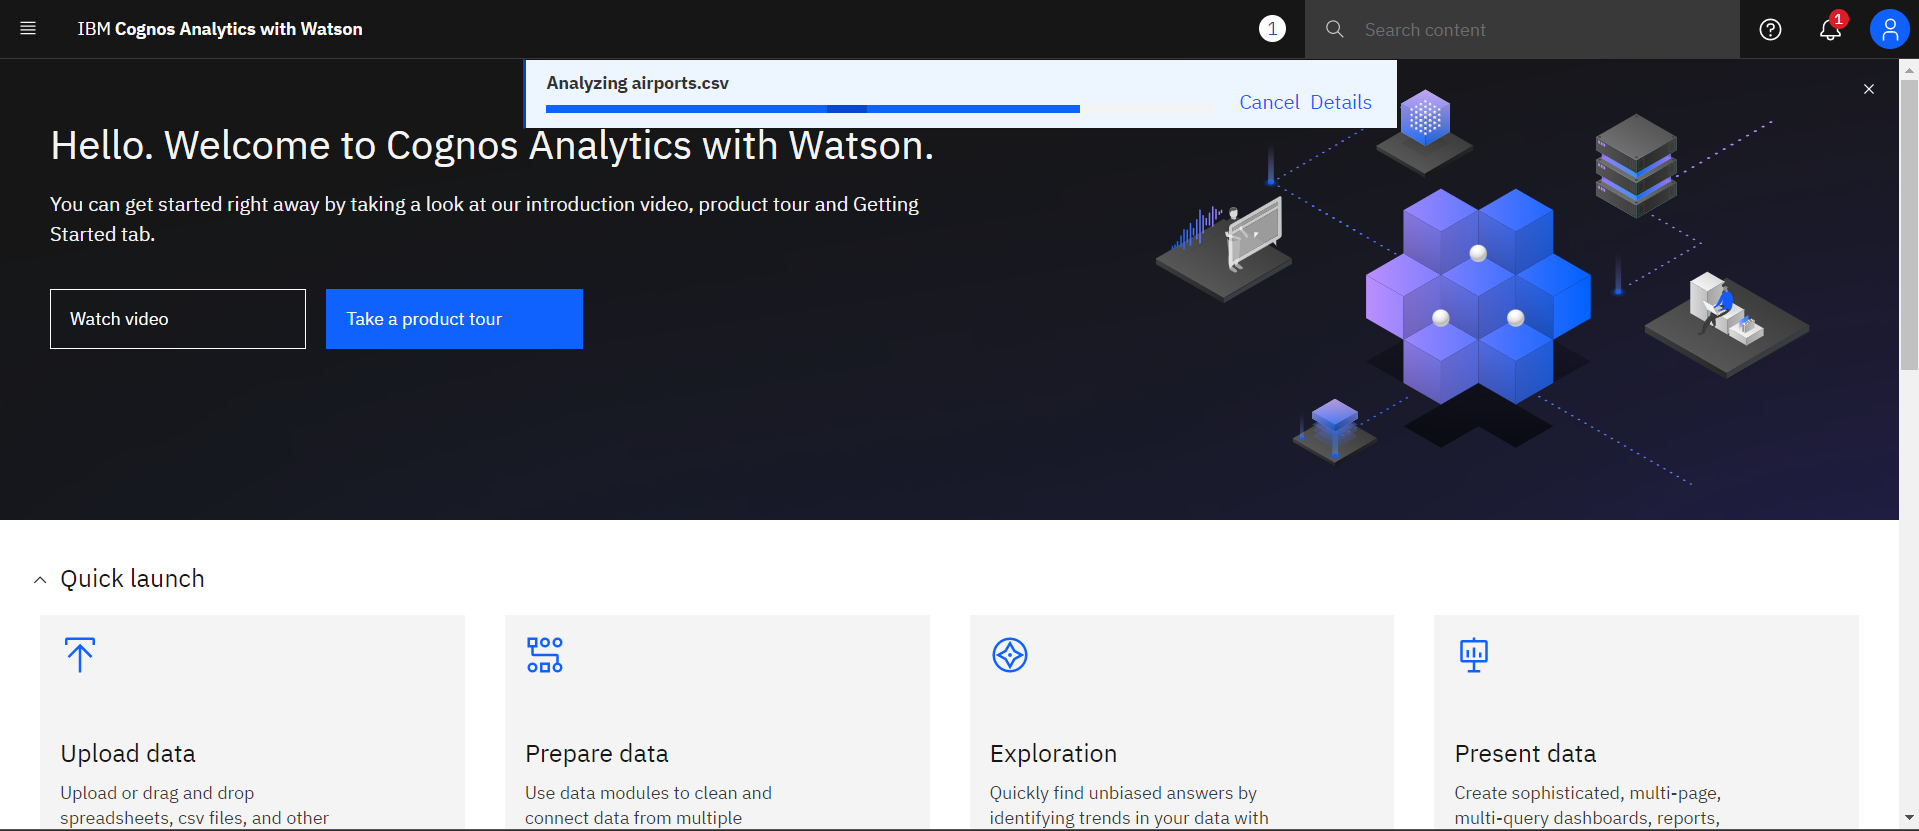 IBM Cognos Analytics with Watson
1
Search content
1
Analyzing airports.csv
Cancel Details
Hello. Welcome to Cognos Analytics with Watson.
You can get started right away by taking a look at our introduction video, product tour and Getting
Started tab.
Watch video
Take a product tour
Quick launch
Upload data
Upload or drag and drop
spreadsheets, csv files, and other
Prepare data
Use data modules to clean and
connect data from multiple
Exploration
Quickly find unbiased answers by
identifying trends in your data with
Present data
Create sophisticated, multi-page,
multi-query dashboards, reports,